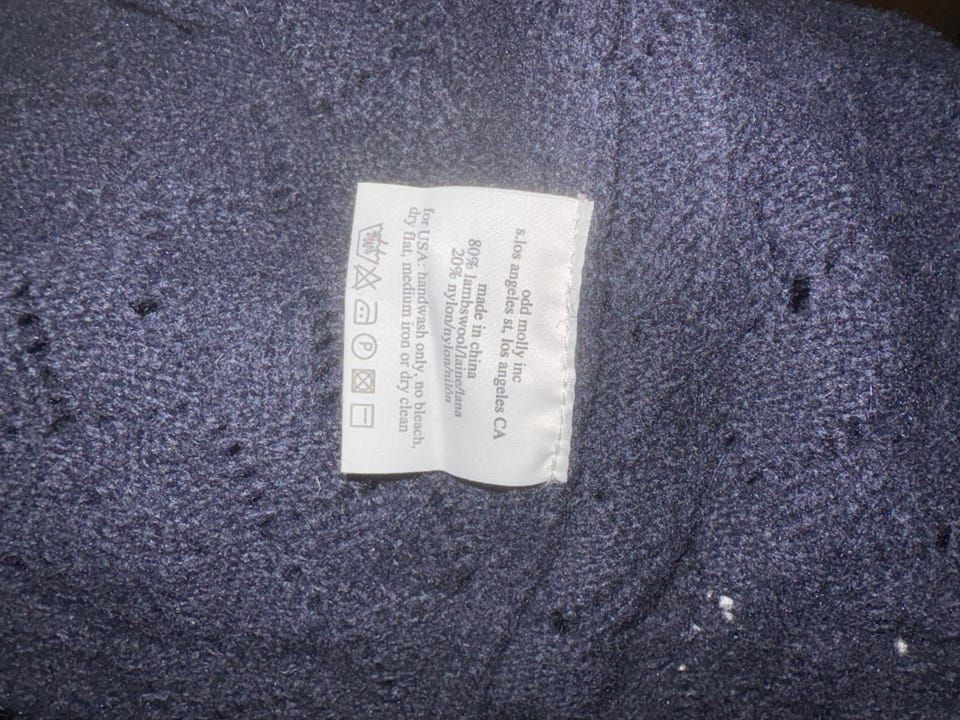 odd molly inc
s.los angeles st, los angeles CA
made in china
80% lambswool/laine/lana
20% nylon/nylon/nilón
for USA: handwash only, no bleach,
dry flat, medium iron or dry clean
P